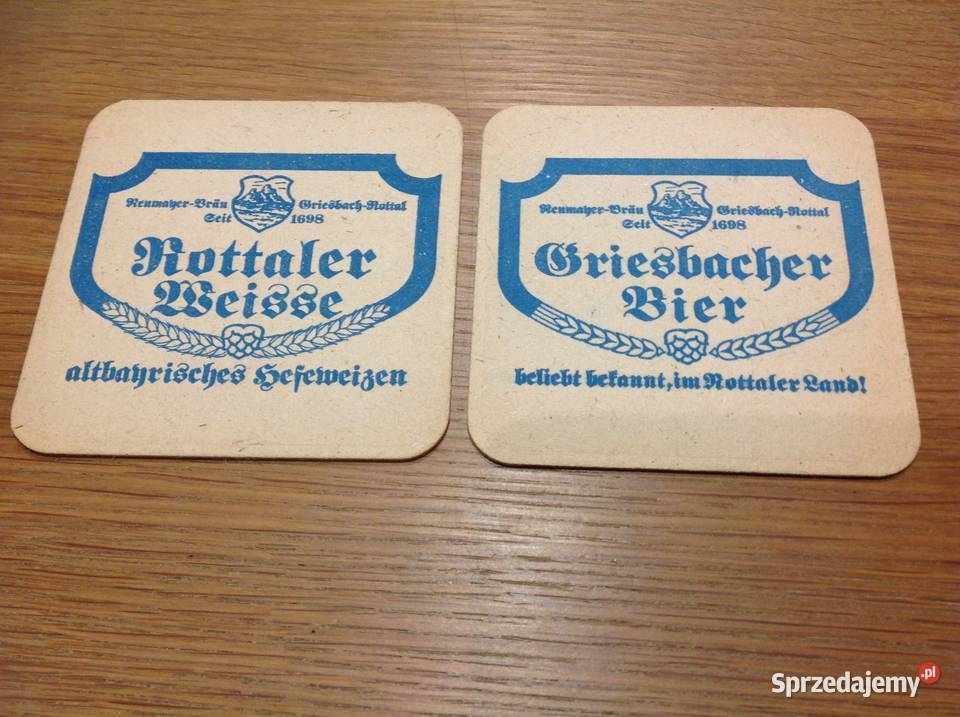 Neumayer-Bräu Griesbach-Rottal
Seit 1698
Rottaler
Weisse
altbayrisches Hefeweizen
Neumayer-Bräu Griesbach-Rottal
Seit 1698
Griesbacher
Bier
beliebt bekannt, im Rottaler Land!
Sprzedajemy.pl